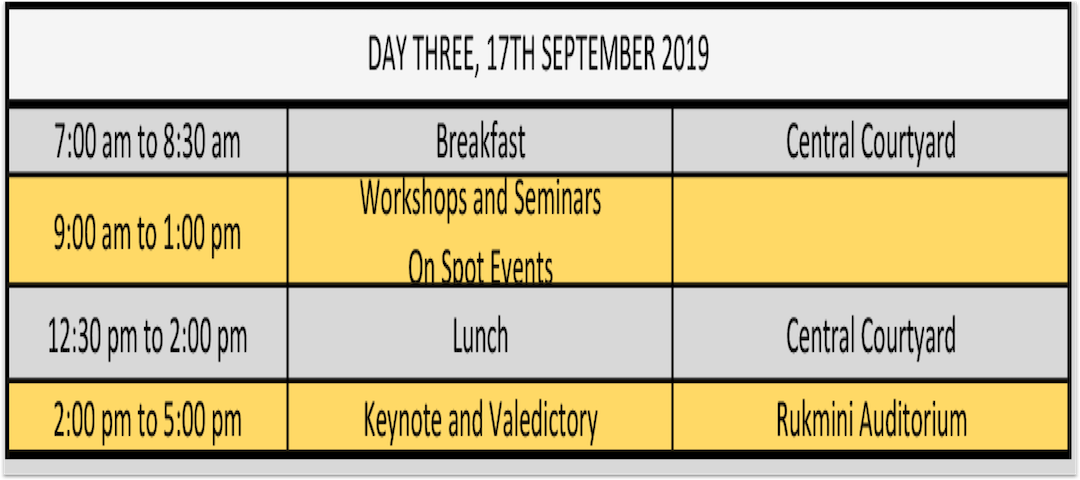 DAY THREE, 17TH SEPTEMBER 2019
7:00 am to 8:30 am Breakfast Central Courtyard
9:00 am to 1:00 pm Workshops and Seminars
On Spot Events
12:30 pm to 2:00 pm Lunch Central Courtyard
2:00 pm to 5:00 pm Keynote and Valedictory Rukmini Auditorium